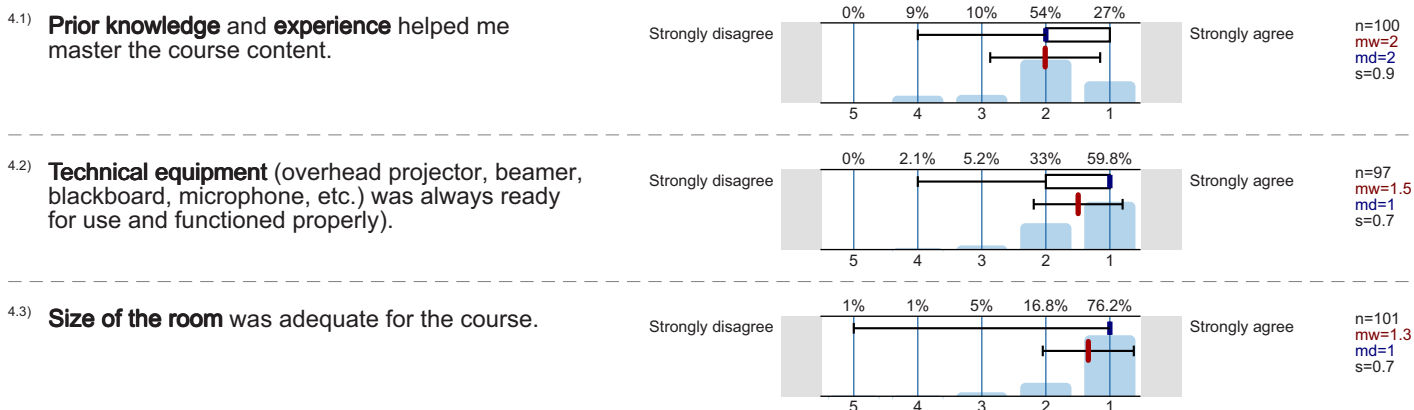 4.1) Prior knowledge and experience helped me
master the course content.
Strongly disagree
0% 9% 10% 54% 27%
5 4 3 2 1
Strongly agree
n=100
mw=2
md=2
s=0.9
4.2) Technical equipment (overhead projector, beamer,
blackboard, microphone, etc.) was always ready
for use and functioned properly).
Strongly disagree
0% 2.1% 5.2% 33% 59.8%
5 4 3 2 1
Strongly agree
n=97
mw=1.5
md=1
s=0.7
4.3) Size of the room was adequate for the course.
Strongly disagree
1% 1% 5% 16.8% 76.2%
5 4 3 2 1
Strongly agree
n=101
mw=1.3
md=1
s=0.7